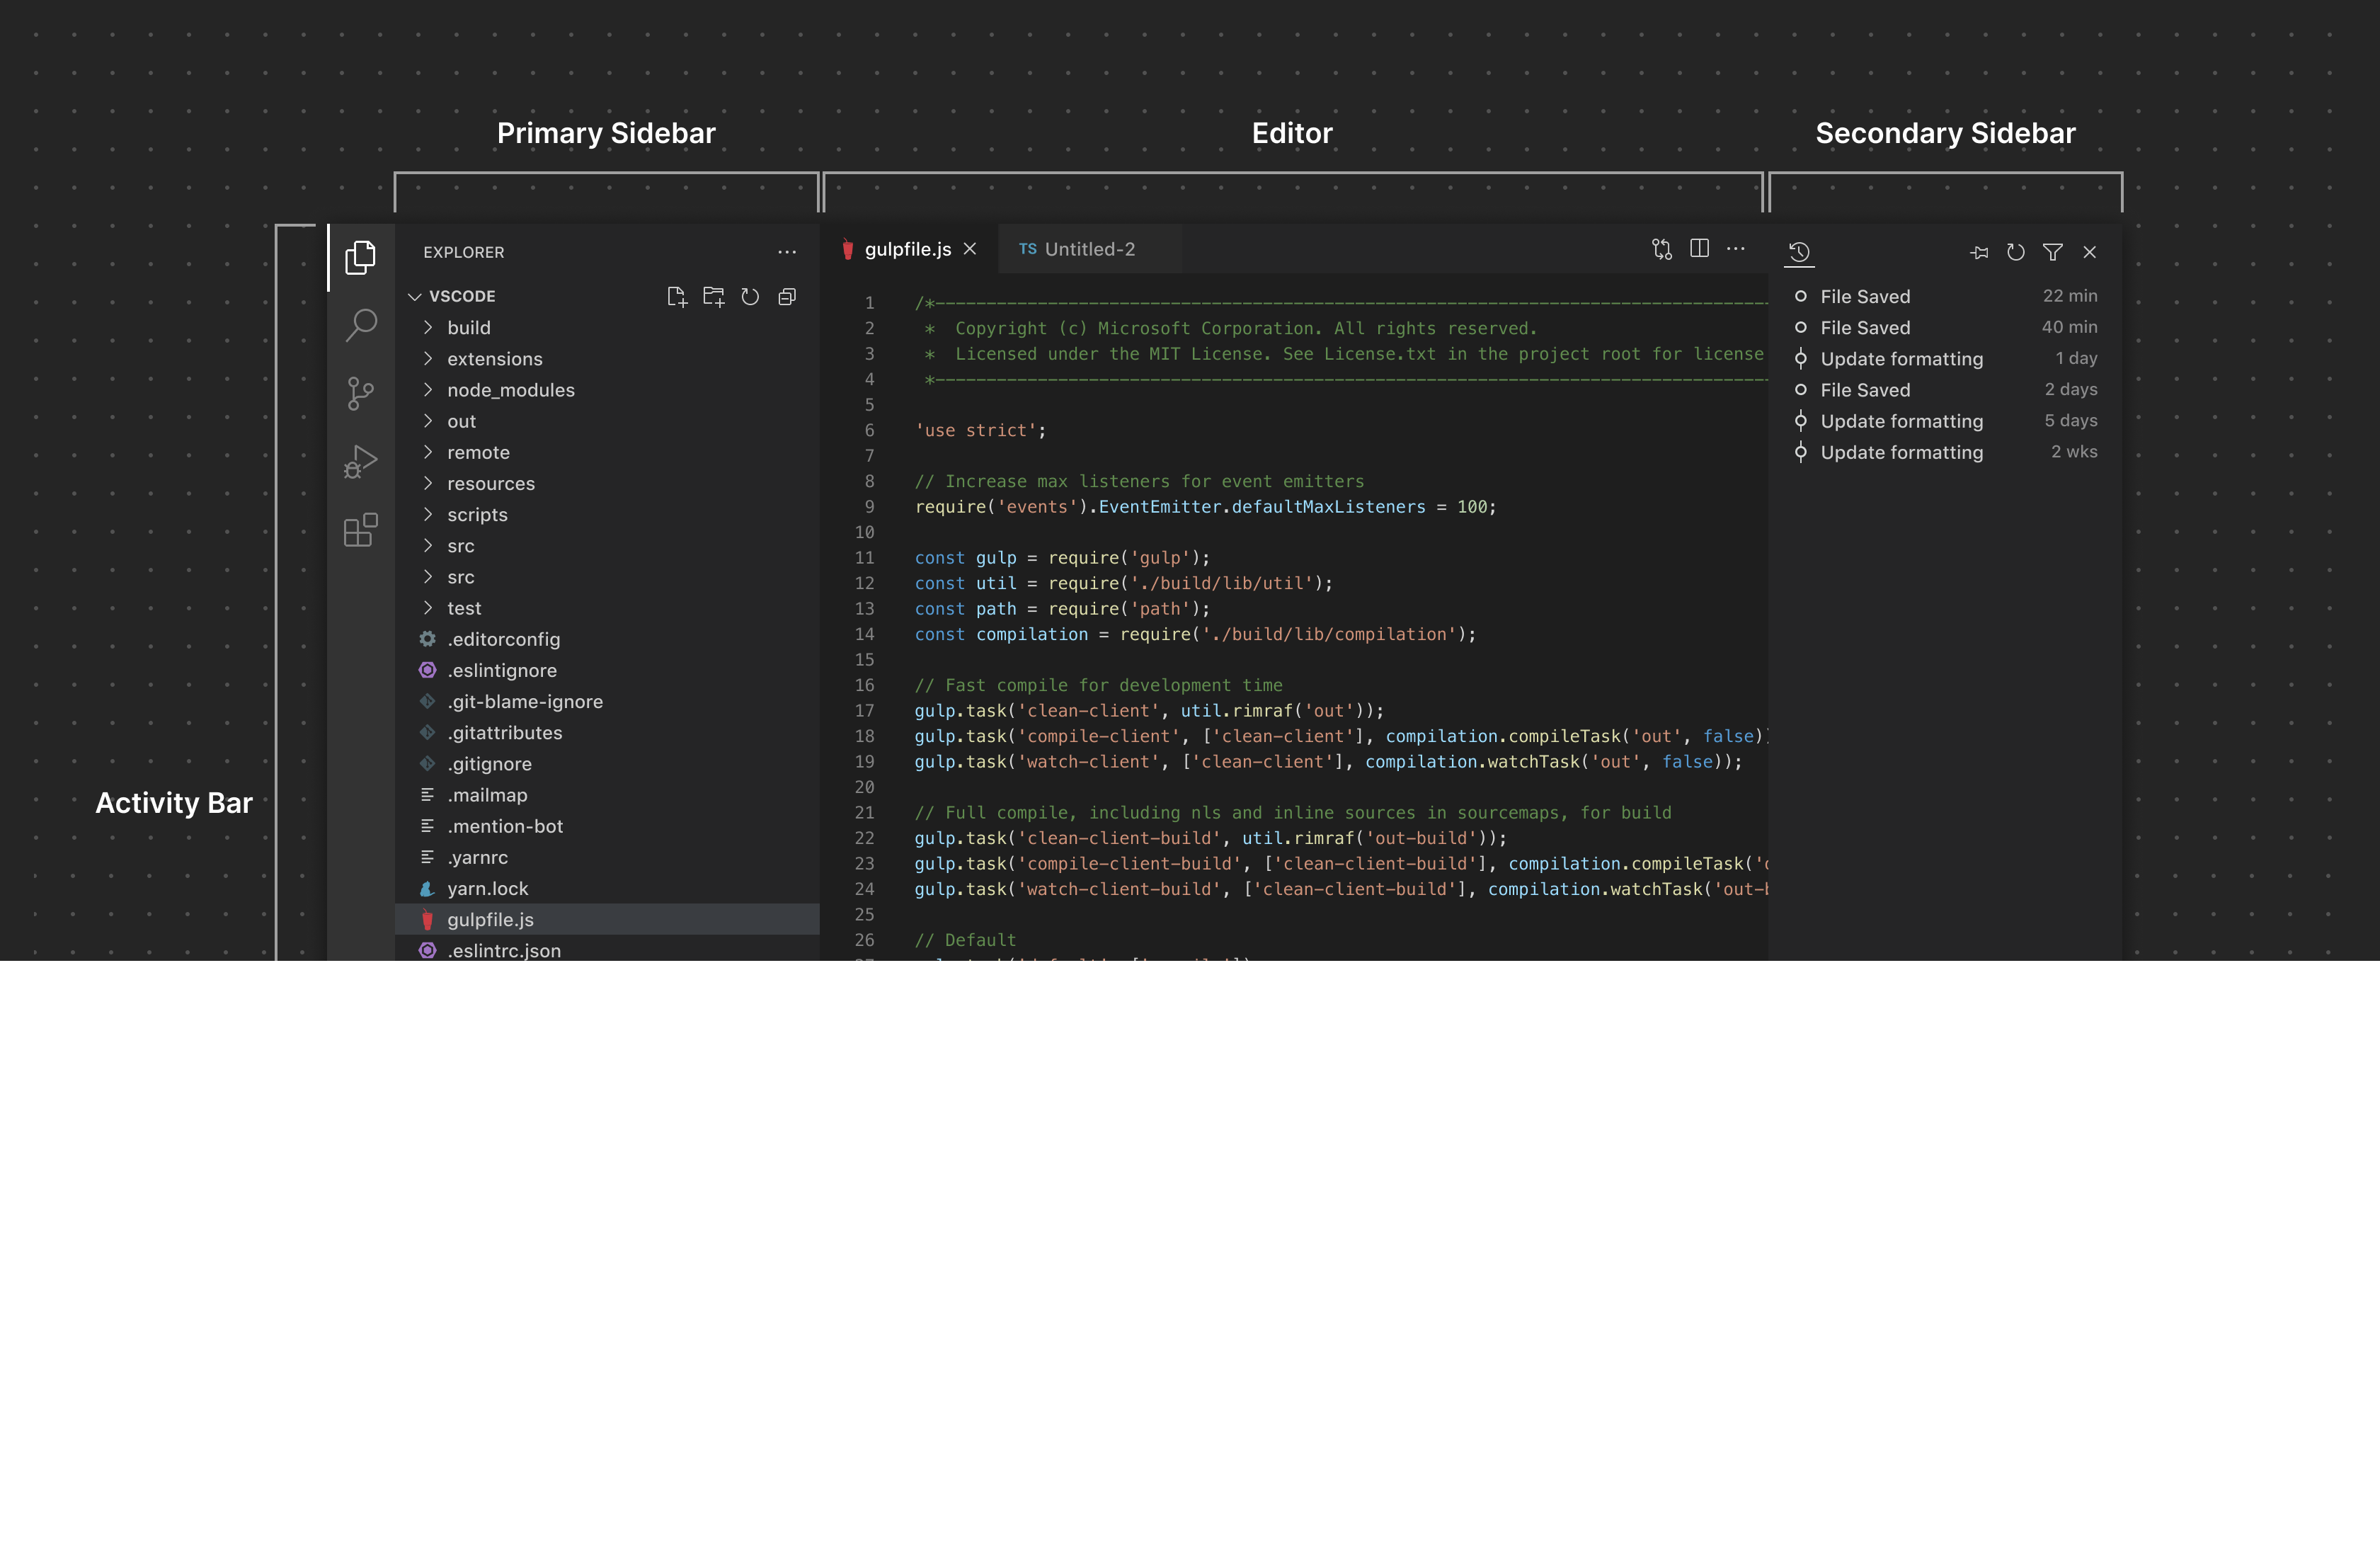 Primary Sidebar
Editor
Secondary Sidebar
Activity Bar
EXPLORER
VSCODE
build
extensions
node_modules
out
remote
resources
scripts
src
src
test
.editorconfig
.eslintignore
.git-blame-ignore
.gitattributes
.gitignore
.mailmap
.mention-bot
.yarnrc
yarn.lock
gulpfile.js
.eslintrc.json
gulpfile.js
TS Untitled-2
1 /*---------------------------------------------------------------------------------
2 * Copyright (c) Microsoft Corporation. All rights reserved.
3 * Licensed under the MIT License. See License.txt in the project root for license
4 *---------------------------------------------------------------------------------
5
6 'use strict';
7
8 // Increase max listeners for event emitters
9 require('events').EventEmitter.defaultMaxListeners = 100;
10
11 const gulp = require('gulp');
12 const util = require('./build/lib/util');
13 const path = require('path');
14 const compilation = require('./build/lib/compilation');
15
16 // Fast compile for development time
17 gulp.task('clean-client', util.rimraf('out'));
18 gulp.task('compile-client', ['clean-client'], compilation.compileTask('out', false))
19 gulp.task('watch-client', ['clean-client'], compilation.watchTask('out', false));
20
21 // Full compile, including nls and inline sources in sourcemaps, for build
22 gulp.task('clean-client-build', util.rimraf('out-build'));
23 gulp.task('compile-client-build', ['clean-client-build'], compilation.compileTask('
24 gulp.task('watch-client-build', ['clean-client-build'], compilation.watchTask('out-
25
26 // Default
File Saved 22 min
File Saved 40 min
Update formatting 1 day
File Saved 2 days
Update formatting 5 days
Update formatting 2 wks